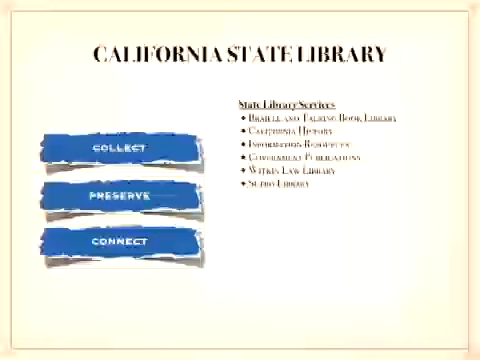 CALIFORNIA STATE LIBRARY
COLLECT
PRESERVE
CONNECT
State Library Services
• Braille and Talking Book Library
• California History
• Information Resources
• Government Publications
• Witkin Law Library
• Sutro Library